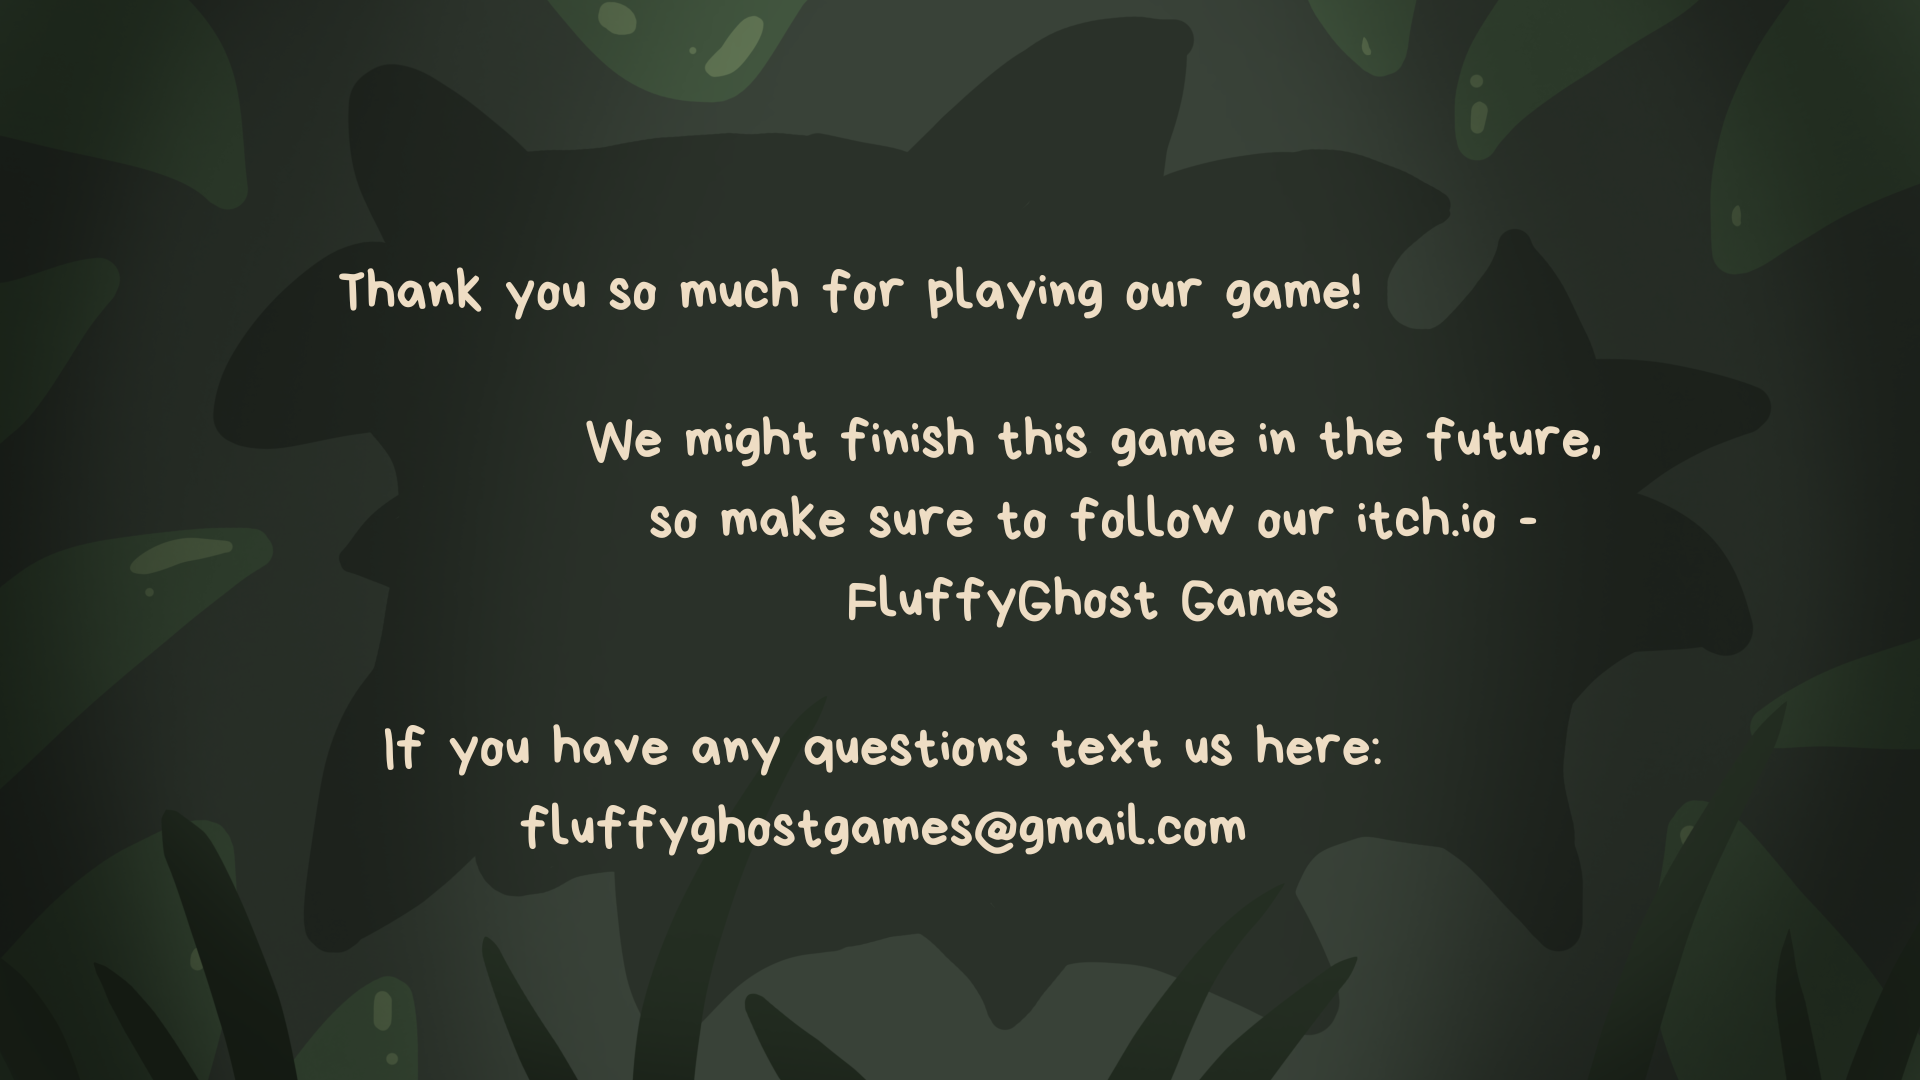 Thank you so much for playing our game!
We might finish this game in the future,
so make sure to follow our itch.io -
FluffyGhost Games
If you have any questions text us here:
fluffyghostgames@gmail.com